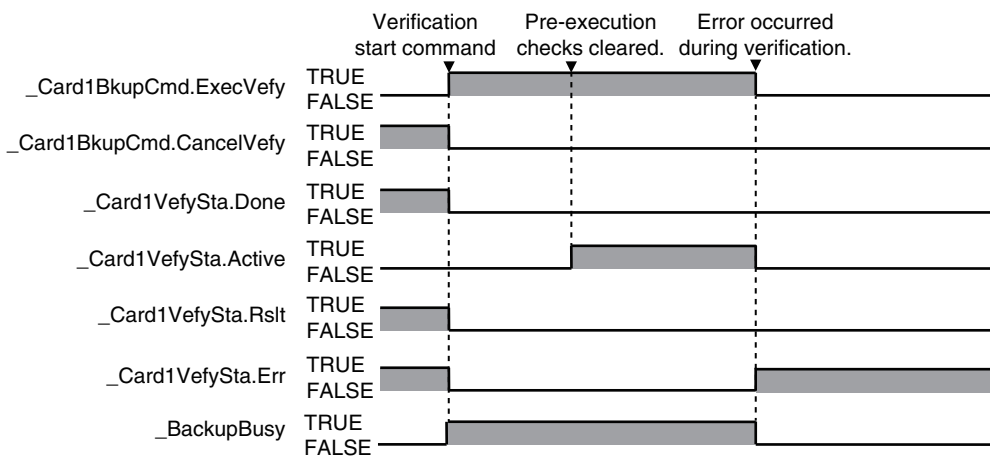 Verification
start command
Pre-execution
checks cleared.
Error occurred
during verification.
_Card1BkupCmd.ExecVefy
TRUE
FALSE
_Card1BkupCmd.CancelVefy
TRUE
FALSE
_Card1VefySta.Done
TRUE
FALSE
_Card1VefySta.Active
TRUE
FALSE
_Card1VefySta.Rslt
TRUE
FALSE
_Card1VefySta.Err
TRUE
FALSE
_BackupBusy
TRUE
FALSE